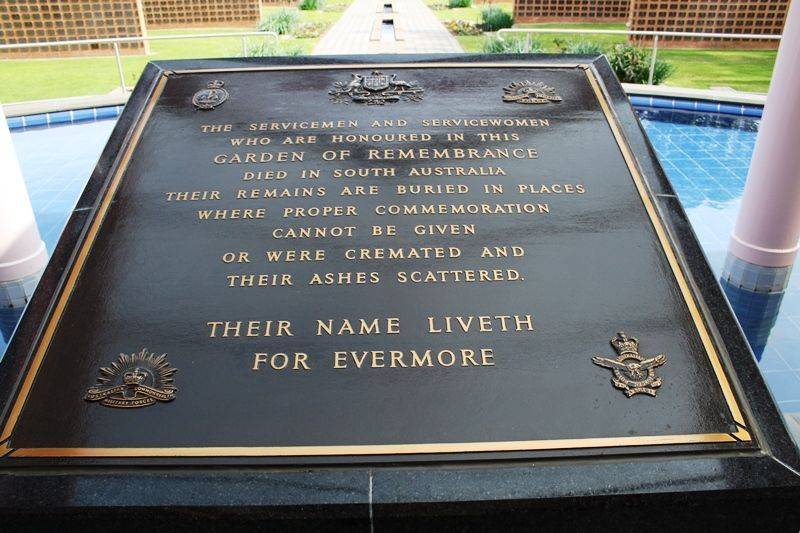 THE SERVICEMEN AND SERVICEWOMEN
WHO ARE HONOURED IN THIS
GARDEN OF REMEMBRANCE
DIED IN SOUTH AUSTRALIA
THEIR REMAINS ARE BURIED IN PLACES
WHERE PROPER COMMEMORATION
CANNOT BE GIVEN
OR WERE CREMATED AND
THEIR ASHES SCATTERED.
THEIR NAME LIVETH
FOR EVERMORE
MILITARY FORCES